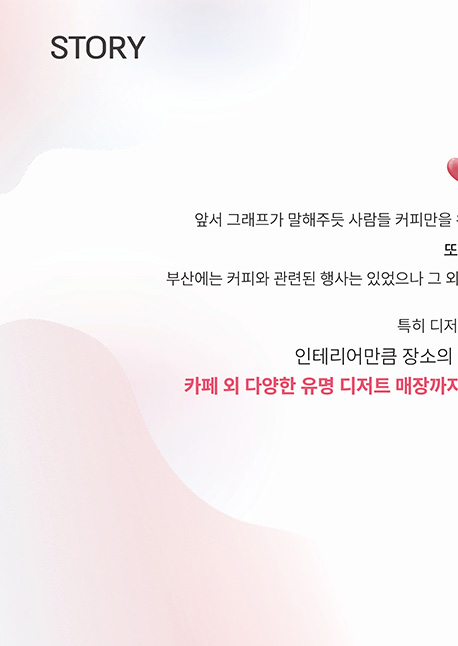 STORY
앞서 그래프가 말해주듯 사람들 커피만을
또
부산에는 커피와 관련된 행사는 있었으나 그 외
특히 디저
인테리어만큼 장소의
카페 외 다양한 유명 디저트 매장까지